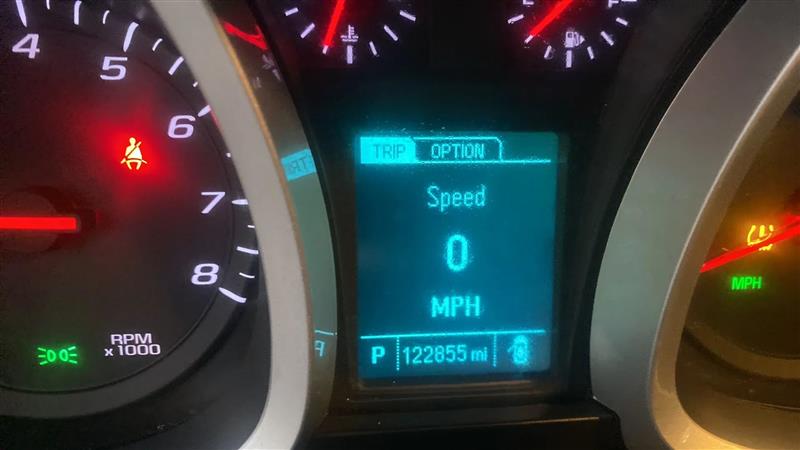 4
5
6
7
8
RPM
x1000
TRIP OPTION
Speed
0
MPH
P 122855 mi
F
MPH